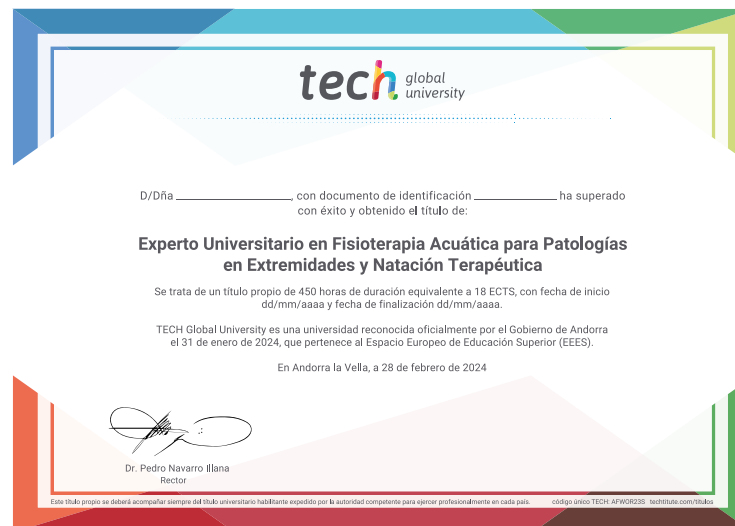 tech global
university
D/Dña ____________, con documento de identificación ____________ ha superado
con éxito y obtenido el título de:
Experto Universitario en Fisioterapia Acuática para Patologías
en Extremidades y Natación Terapéutica
Se trata de un título propio de 450 horas de duración equivalente a 18 ECTS, con fecha de inicio
dd/mm/aaaa y fecha de finalización dd/mm/aaaa.
TECH Global University es una universidad reconocida oficialmente por el Gobierno de Andorra
el 31 de enero de 2024, que pertenece al Espacio Europeo de Educación Superior (EEES).
En Andorra la Vella, a 28 de febrero de 2024
Dr. Pedro Navarro Illana
Rector
Este título propio se deberá acompañar siempre del título universitario habilitante expedido por la autoridad competente para ejercer profesionalmente en cada país. código único TECH: AFWOR23S techtitute.com/titulos